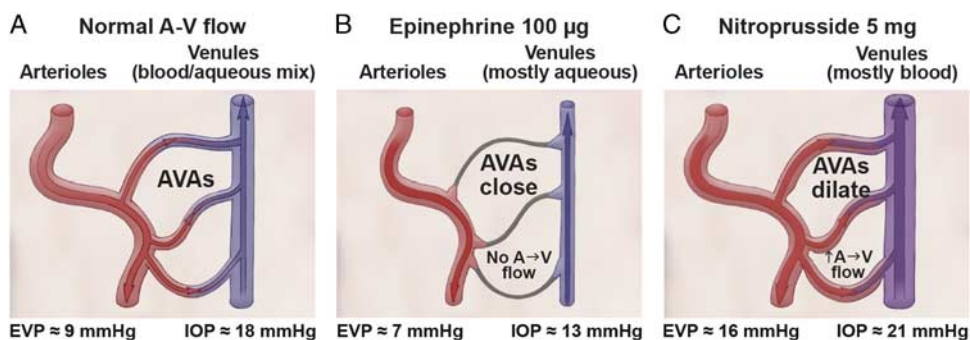 A Normal A-V flow
Arterioles
Venules
(blood/aqueous mix)
AVAs
EVP ≈ 9 mmHg IOP ≈ 18 mmHg
B Epinephrine 100 µg
Arterioles
Venules
(mostly aqueous)
AVAs
close
No A→V
flow
EVP ≈ 7 mmHg IOP ≈ 13 mmHg
C Nitroprusside 5 mg
Arterioles
Venules
(mostly blood)
AVAs
dilate
↑A→V
flow
EVP ≈ 16 mmHg IOP ≈ 21 mmHg